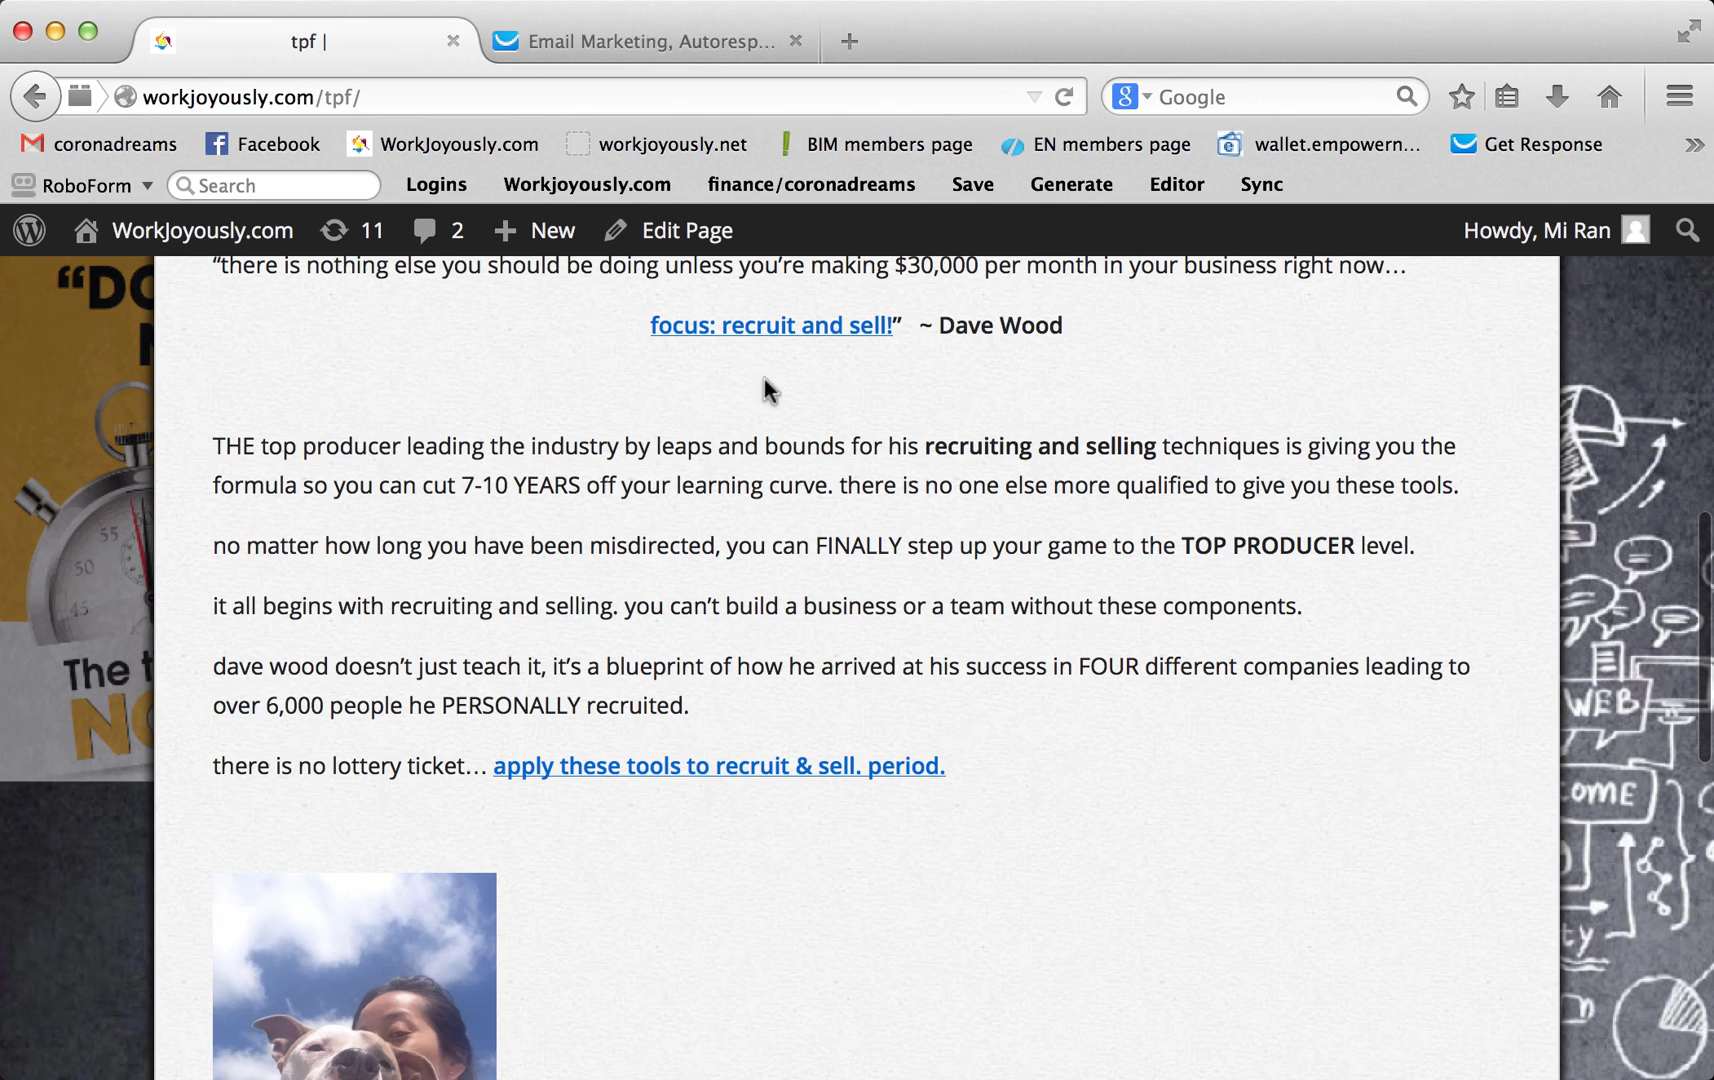 tpf |
Email Marketing, Autoresp...
workjoyously.com/tpf/
Google
coronadreams
Facebook
WorkJoyously.com
workjoyously.net
BIM members page
EN members page
wallet.empowern...
Get Response
RoboForm
Search
Logins
Workjoyously.com
finance/coronadreams
Save
Generate
Editor
Sync
WorkJoyously.com
11
2
New
Edit Page
Howdy, Mi Ran
“there is nothing else you should be doing unless you’re making $30,000 per month in your business right now…
focus: recruit and sell!” ~ Dave Wood
THE top producer leading the industry by leaps and bounds for his recruiting and selling techniques is giving you the
formula so you can cut 7-10 YEARS off your learning curve. there is no one else more qualified to give you these tools.
no matter how long you have been misdirected, you can FINALLY step up your game to the TOP PRODUCER level.
it all begins with recruiting and selling. you can’t build a business or a team without these components.
dave wood doesn’t just teach it, it’s a blueprint of how he arrived at his success in FOUR different companies leading to
over 6,000 people he PERSONALLY recruited.
there is no lottery ticket… apply these tools to recruit & sell. period.
“DO
55
50
45
The t
NO
WEB
OME
ty